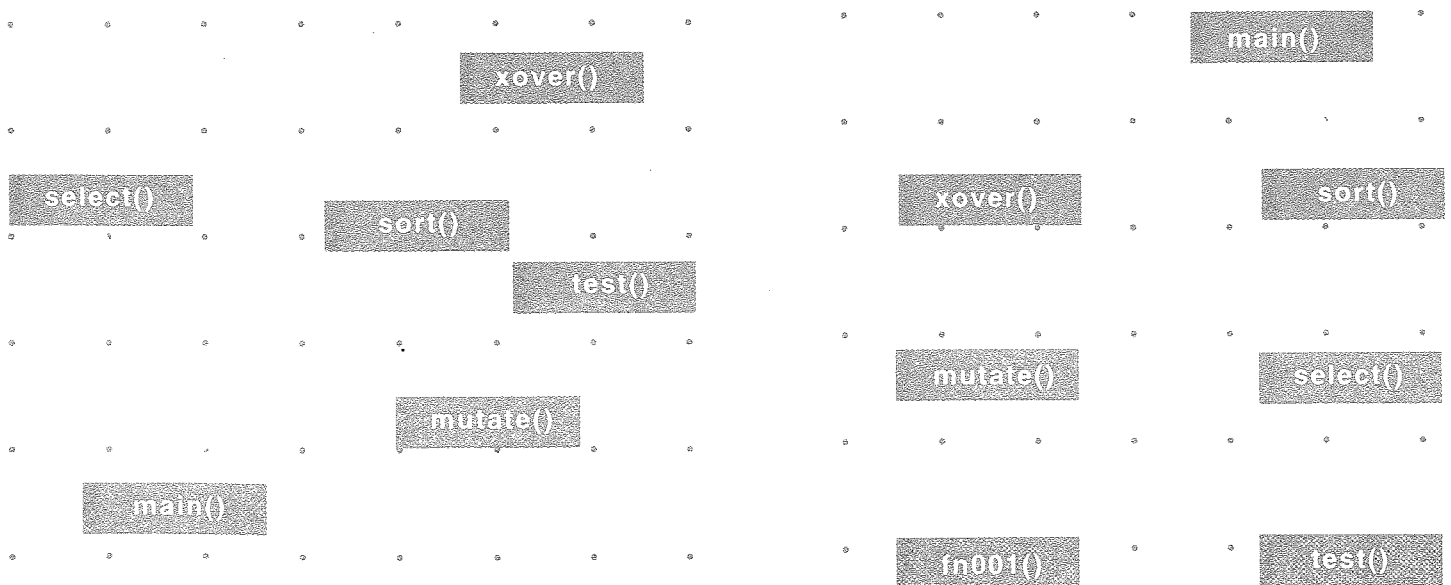 xover()
select()
sort()
test()
mutate()
main()
main()
xover()
sort()
mutate()
select()
fn001()
test()